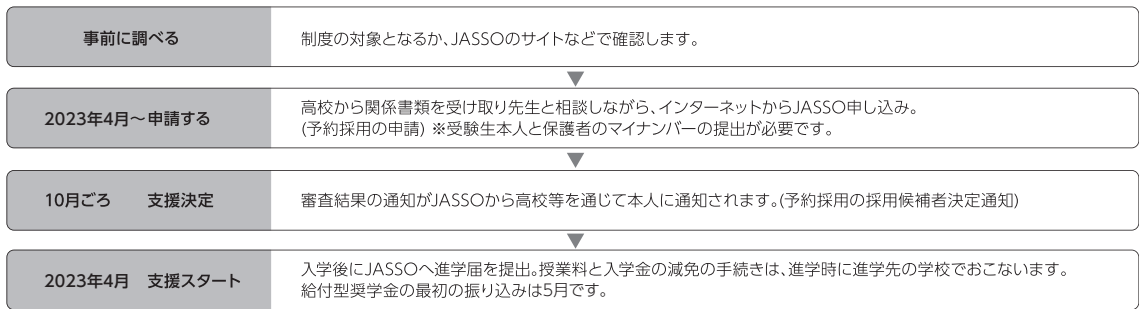 事前に調べる
制度の対象となるか、JASSOのサイトなどで確認します。
2023年4月～申請する
高校から関係書類を受け取り先生と相談しながら、インターネットからJASSO申し込み。
(予約採用の申請) ※受験生本人と保護者のマイナンバーの提出が必要です。
10月ごろ 支援決定
審査結果の通知がJASSOから高校等を通じて本人に通知されます。(予約採用の採用候補者決定通知)
2023年4月 支援スタート
入学後にJASSOへ進学届を提出。授業料と入学金の減免の手続きは、進学時に進学先の学校でおこないます。
給付型奨学金の最初の振り込みは5月です。